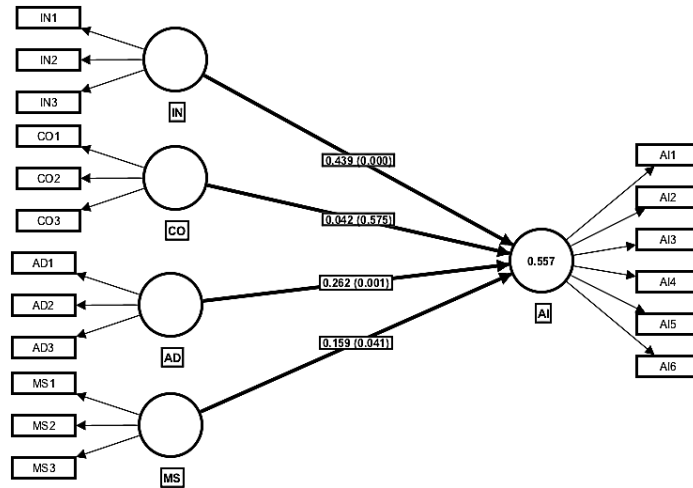 IN1
IN2
IN3
IN
CO1
CO2
CO3
CO
AD1
AD2
AD3
AD
MS1
MS2
MS3
MS
0.439 (0.000)
0.042 (0.575)
0.262 (0.001)
0.159 (0.041)
0.557
AI
AI1
AI2
AI3
AI4
AI5
AI6